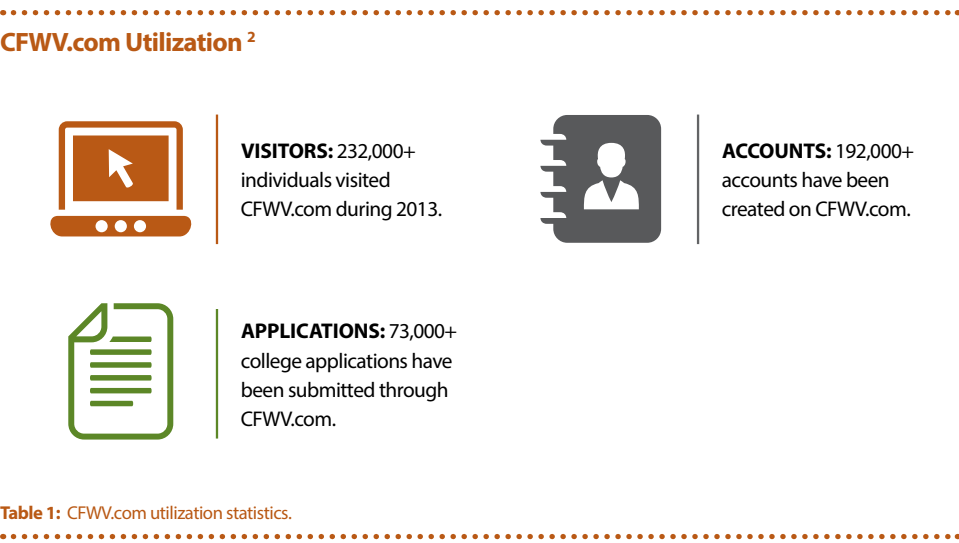 CFWV.com Utilization 2
VISITORS: 232,000+
individuals visited
CFWV.com during 2013.
ACCOUNTS: 192,000+
accounts have been
created on CFWV.com.
APPLICATIONS: 73,000+
college applications have
been submitted through
CFWV.com.
Table 1: CFWV.com utilization statistics.